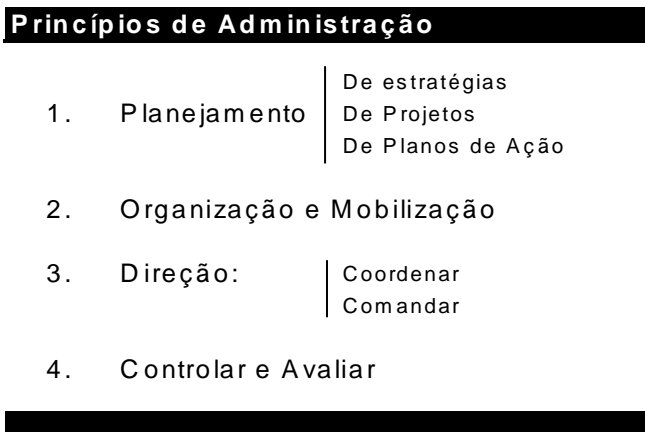 Princípios de Administração
De estratégias
1. Planejamento De Projetos
De Planos de Ação
2. Organização e Mobilização
3. Direção: Coordenar
Comandar
4. Controlar e Avaliar